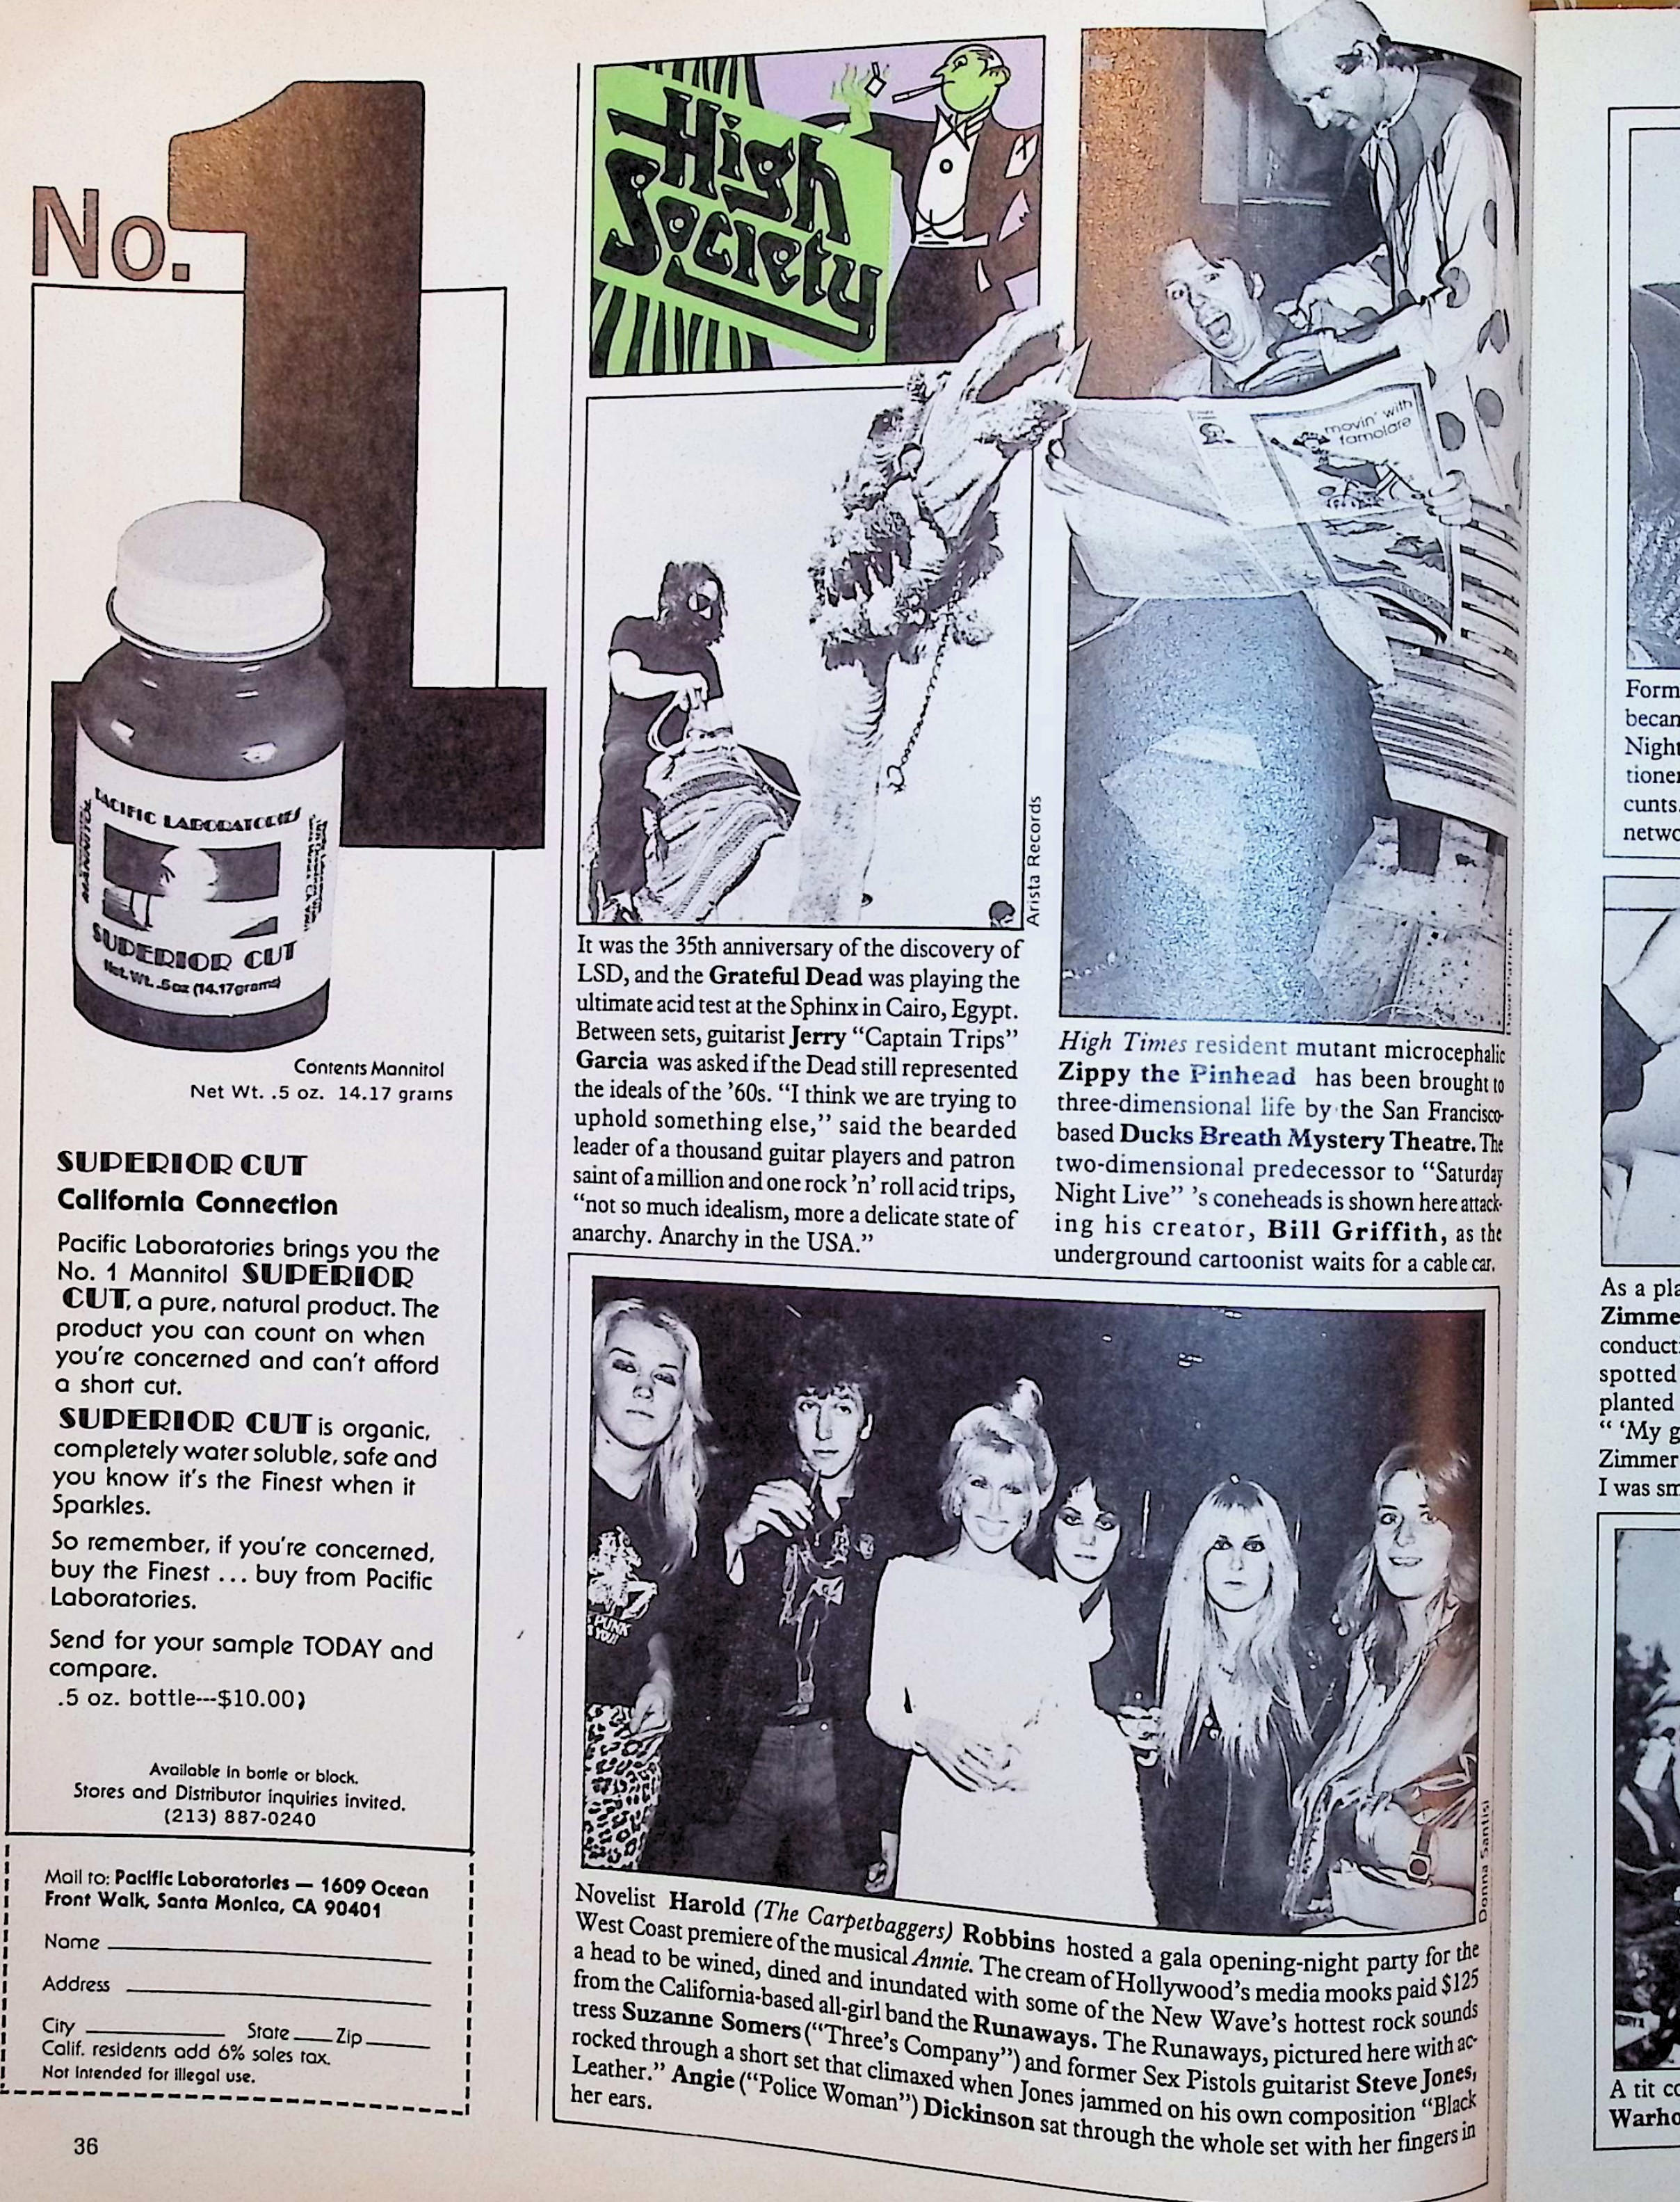 No. 1
PACIFIC LABORATORIES
SUPERIOR CUT
Net. Wt. .5oz (14.17grams)
Contents Mannitol
Net Wt. .5 oz. 14.17 grams
SUPERIOR CUT
California Connection
Pacific Laboratories brings you the
No. 1 Mannitol SUPERIOR
CUT, a pure, natural product. The
product you can count on when
you're concerned and can't afford
a short cut.
SUPERIOR CUT is organic,
completely water soluble, safe and
you know it's the Finest when it
Sparkles.
So remember, if you're concerned,
buy the Finest ... buy from Pacific
Laboratories.
Send for your sample TODAY and
compare.
.5 oz. bottle---$10.00)
Available in bottle or block.
Stores and Distributor inquiries invited.
(213) 887-0240
Mail to: Pacific Laboratories — 1609 Ocean
Front Walk, Santa Monica, CA 90401
Name
Address
City State Zip
Calif. residents add 6% sales tax.
Not intended for illegal use.
36
High
Society
movin' with
famolare
Arista Records
It was the 35th anniversary of the discovery of
LSD, and the Grateful Dead was playing the
ultimate acid test at the Sphinx in Cairo, Egypt.
Between sets, guitarist Jerry “Captain Trips”
Garcia was asked if the Dead still represented
the ideals of the ’60s. “I think we are trying to
uphold something else,” said the bearded
leader of a thousand guitar players and patron
saint of a million and one rock ’n’ roll acid trips,
“not so much idealism, more a delicate state of
anarchy. Anarchy in the USA.”
High Times resident mutant microcephalic
Zippy the Pinhead has been brought to
three-dimensional life by the San Francisco-
based Ducks Breath Mystery Theatre. The
two-dimensional predecessor to “Saturday
Night Live” ’s coneheads is shown here attack-
ing his creator, Bill Griffith, as the
underground cartoonist waits for a cable car.
PUNK
YOU!
Donna Santisi
Novelist Harold (The Carpetbaggers) Robbins hosted a gala opening-night party for the
West Coast premiere of the musical Annie. The cream of Hollywood's media mooks paid $125
a head to be wined, dined and inundated with some of the New Wave's hottest rock sounds
from the California-based all-girl band the Runaways. The Runaways, pictured here with ac-
tress Suzanne Somers (“Three's Company”) and former Sex Pistols guitarist Steve Jones,
rocked through a short set that climaxed when Jones jammed on his own composition “Black
Leather.” Angie (“Police Woman”) Dickinson sat through the whole set with her fingers in
her ears.
Form
becam
Night
tioner
cunts.
netwo
As a pla
Zimme
conduct
spotted
planted
“ ‘My g
Zimmer
I was sm
A tit co
Warho